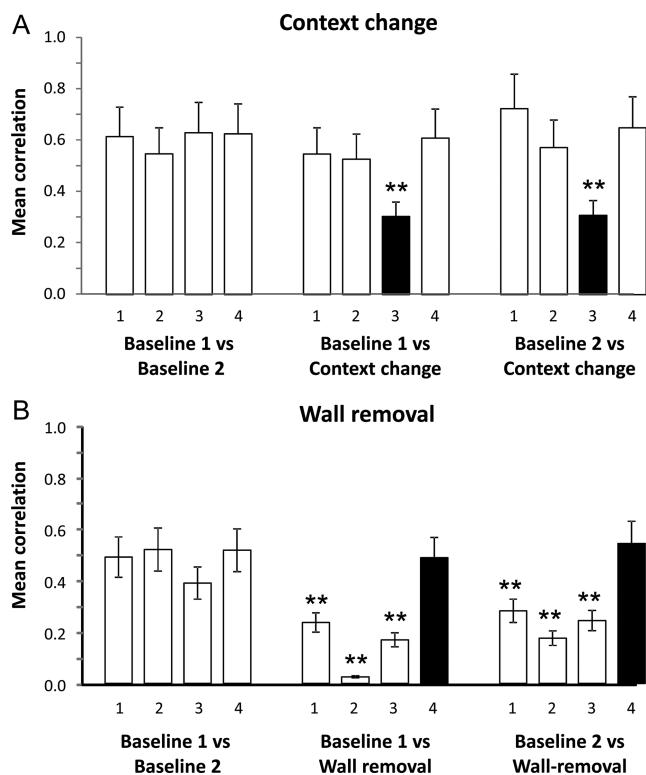 A
Context change
Mean correlation
1.0
0.8
0.6
0.4
0.2
0.0
**
**
1 2 3 4 1 2 3 4 1 2 3 4
Baseline 1 vs Baseline 1 vs Baseline 2 vs
Baseline 2 Context change Context change
B
Wall removal
Mean correlation
1.0
0.8
0.6
0.4
0.2
0.0
** ** ** ** ** **
1 2 3 4 1 2 3 4 1 2 3 4
Baseline 1 vs Baseline 1 vs Baseline 2 vs
Baseline 2 Wall removal Wall-removal